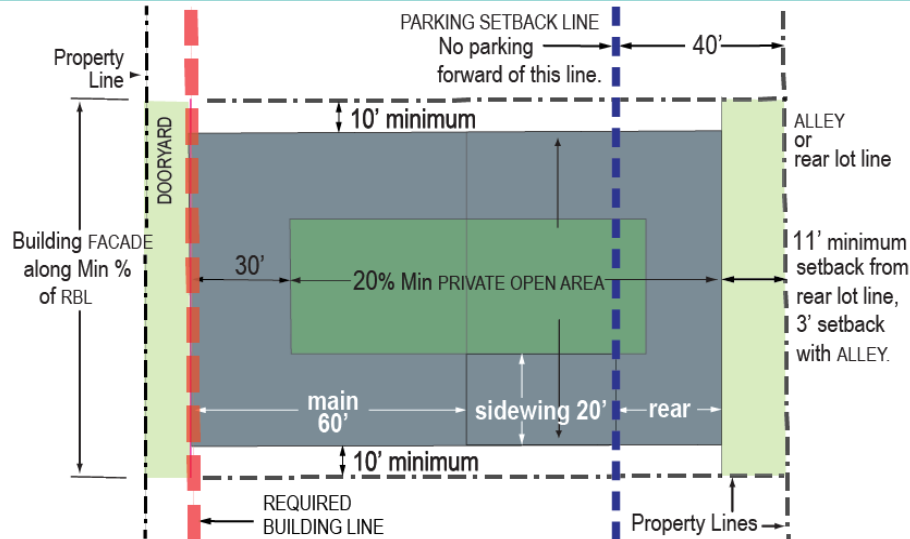 PARKING SETBACK LINE
No parking
forward of this line.
40’
Property
Line
10’ minimum
ALLEY
or
rear lot line
DOORYARD
Building FACADE
along Min %
of RBL
30’
20% Min PRIVATE OPEN AREA
11’ minimum
setback from
rear lot line,
3’ setback
with ALLEY.
main
60’
sidewing 20’
rear
10’ minimum
REQUIRED
BUILDING LINE
Property Lines